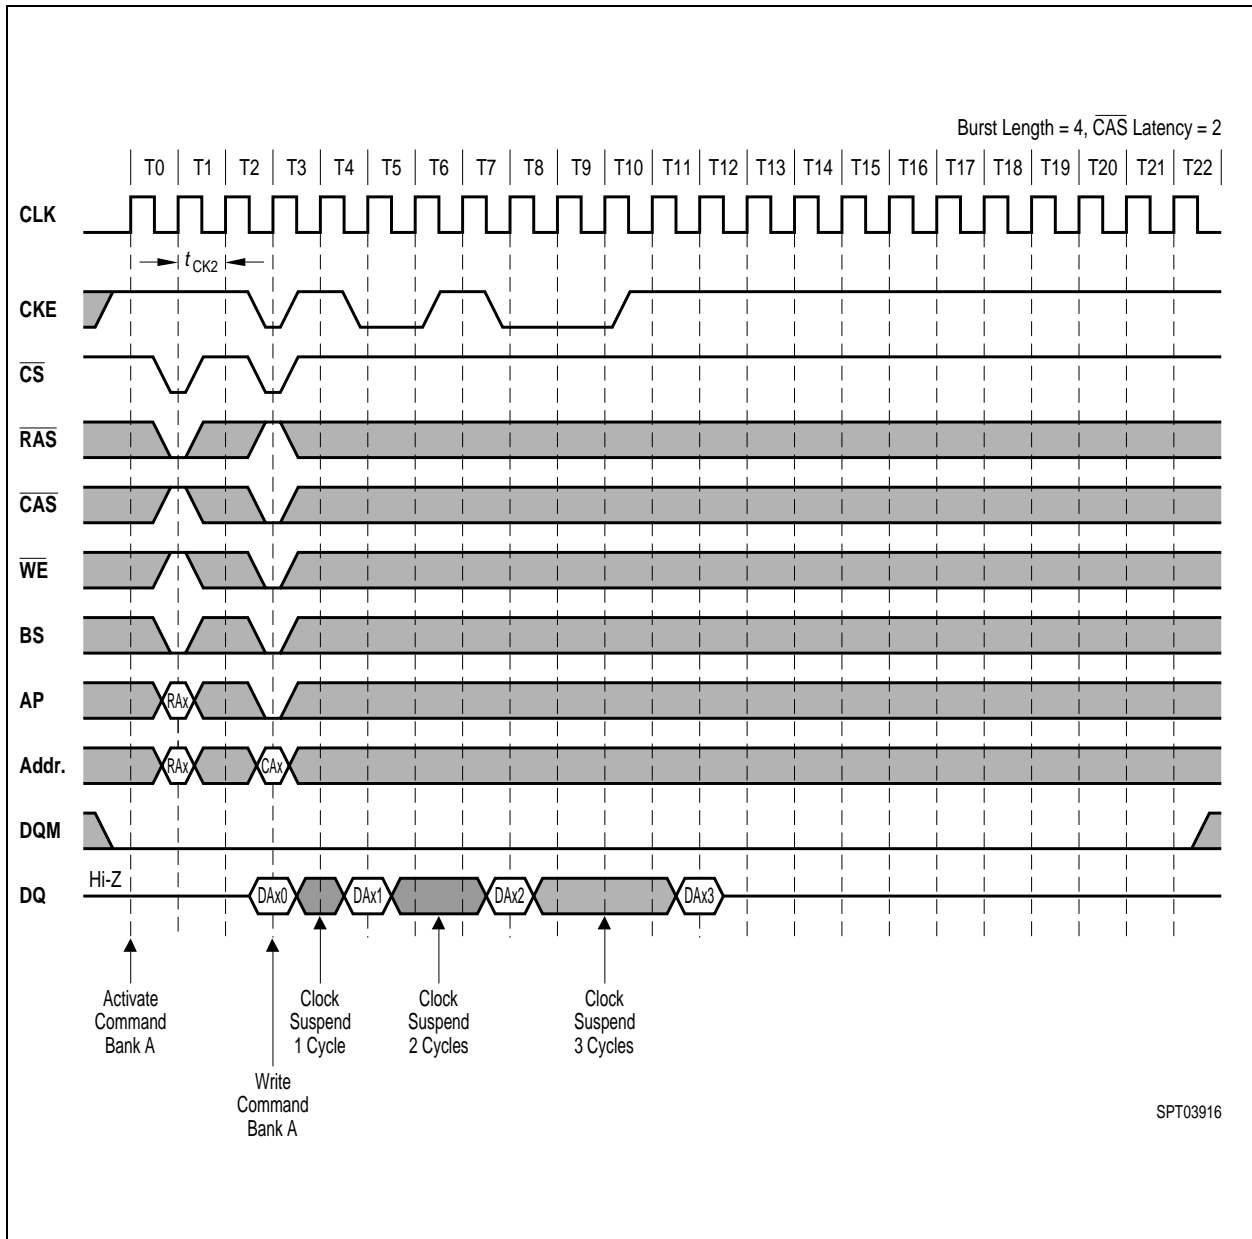 Burst Length = 4, CAS Latency = 2
T0 T1 T2 T3 T4 T5 T6 T7 T8 T9 T10 T11 T12 T13 T14 T15 T16 T17 T18 T19 T20 T21 T22
CLK
t CK2
CKE
CS
RAS
CAS
WE
BS
AP RAx
Addr. RAx CAx
DQM
Hi-Z
DQ DAx0 DAx1 DAx2 DAx3
Activate
Command
Bank A
Clock
Suspend
1 Cycle
Clock
Suspend
2 Cycles
Clock
Suspend
3 Cycles
Write
Command
Bank A
SPT03916